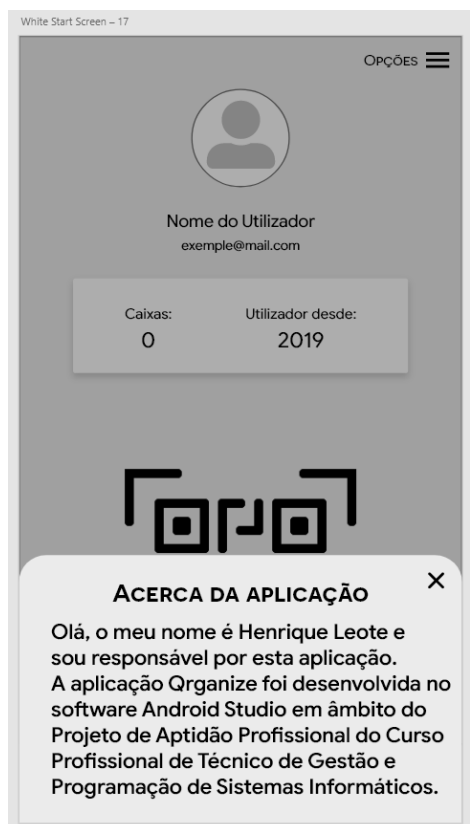 White Start Screen – 17
Opções
Nome do Utilizador
exemple@mail.com
Caixas: Utilizador desde:
0 2019
Acerca da aplicação
Olá, o meu nome é Henrique Leote e
sou responsável por esta aplicação.
A aplicação Qrganize foi desenvolvida no
software Android Studio em âmbito do
Projeto de Aptidão Profissional do Curso
Profissional de Técnico de Gestão e
Programação de Sistemas Informáticos.